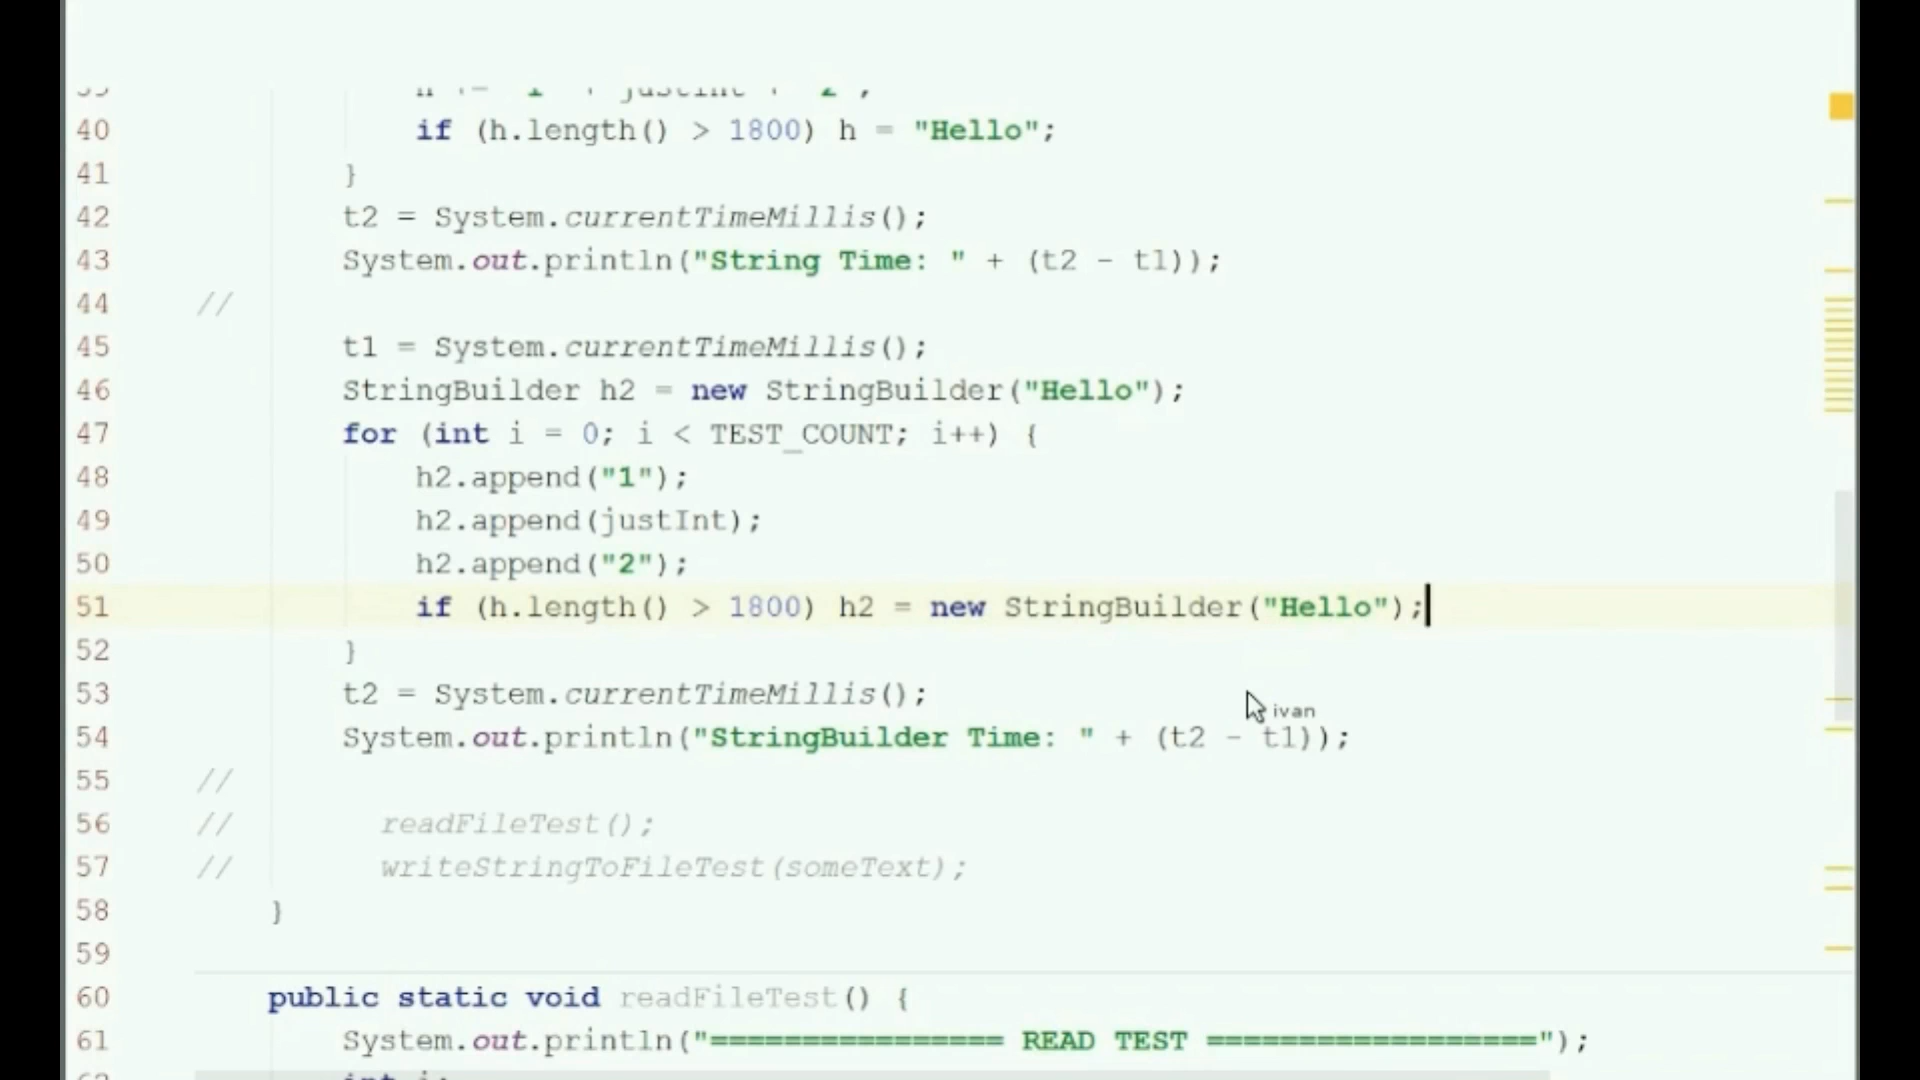 40 if (h.length() > 1800) h = "Hello";
41 }
42 t2 = System.currentTimeMillis();
43 System.out.println("String Time: " + (t2 - t1));
44 //
45 t1 = System.currentTimeMillis();
46 StringBuilder h2 = new StringBuilder("Hello");
47 for (int i = 0; i < TEST_COUNT; i++) {
48 h2.append("1");
49 h2.append(justInt);
50 h2.append("2");
51 if (h.length() > 1800) h2 = new StringBuilder("Hello");
52 }
53 t2 = System.currentTimeMillis();
ivan
54 System.out.println("StringBuilder Time: " + (t2 - t1));
55 //
56 // readFileTest();
57 // writeStringToFileTest(someText);
58 }
59
60 public static void readFileTest() {
61 System.out.println("================ READ TEST ==================");